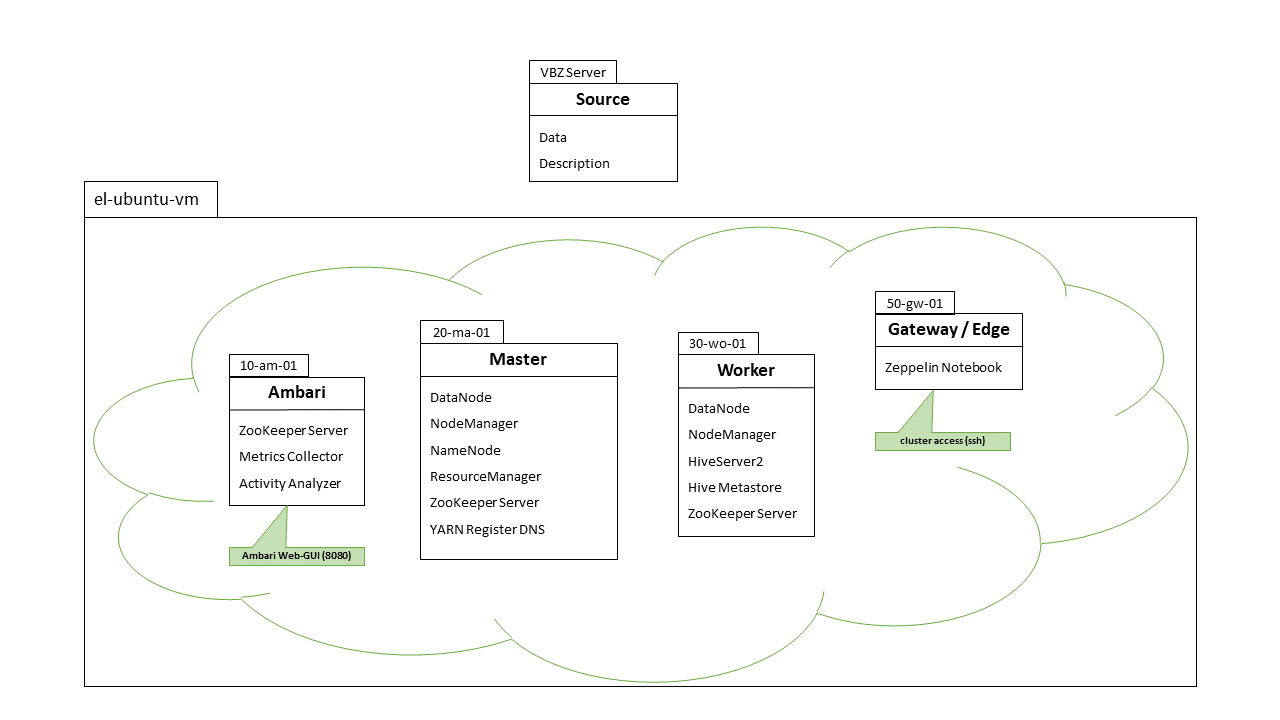 VBZ Server
Source
Data
Description
el-ubuntu-vm
10-am-01
Ambari
ZooKeeper Server
Metrics Collector
Activity Analyzer
Ambari Web-GUI (8080)
20-ma-01
Master
DataNode
NodeManager
NameNode
ResourceManager
ZooKeeper Server
YARN Register DNS
30-wo-01
Worker
DataNode
NodeManager
HiveServer2
Hive Metastore
ZooKeeper Server
50-gw-01
Gateway / Edge
Zeppelin Notebook
cluster access (ssh)